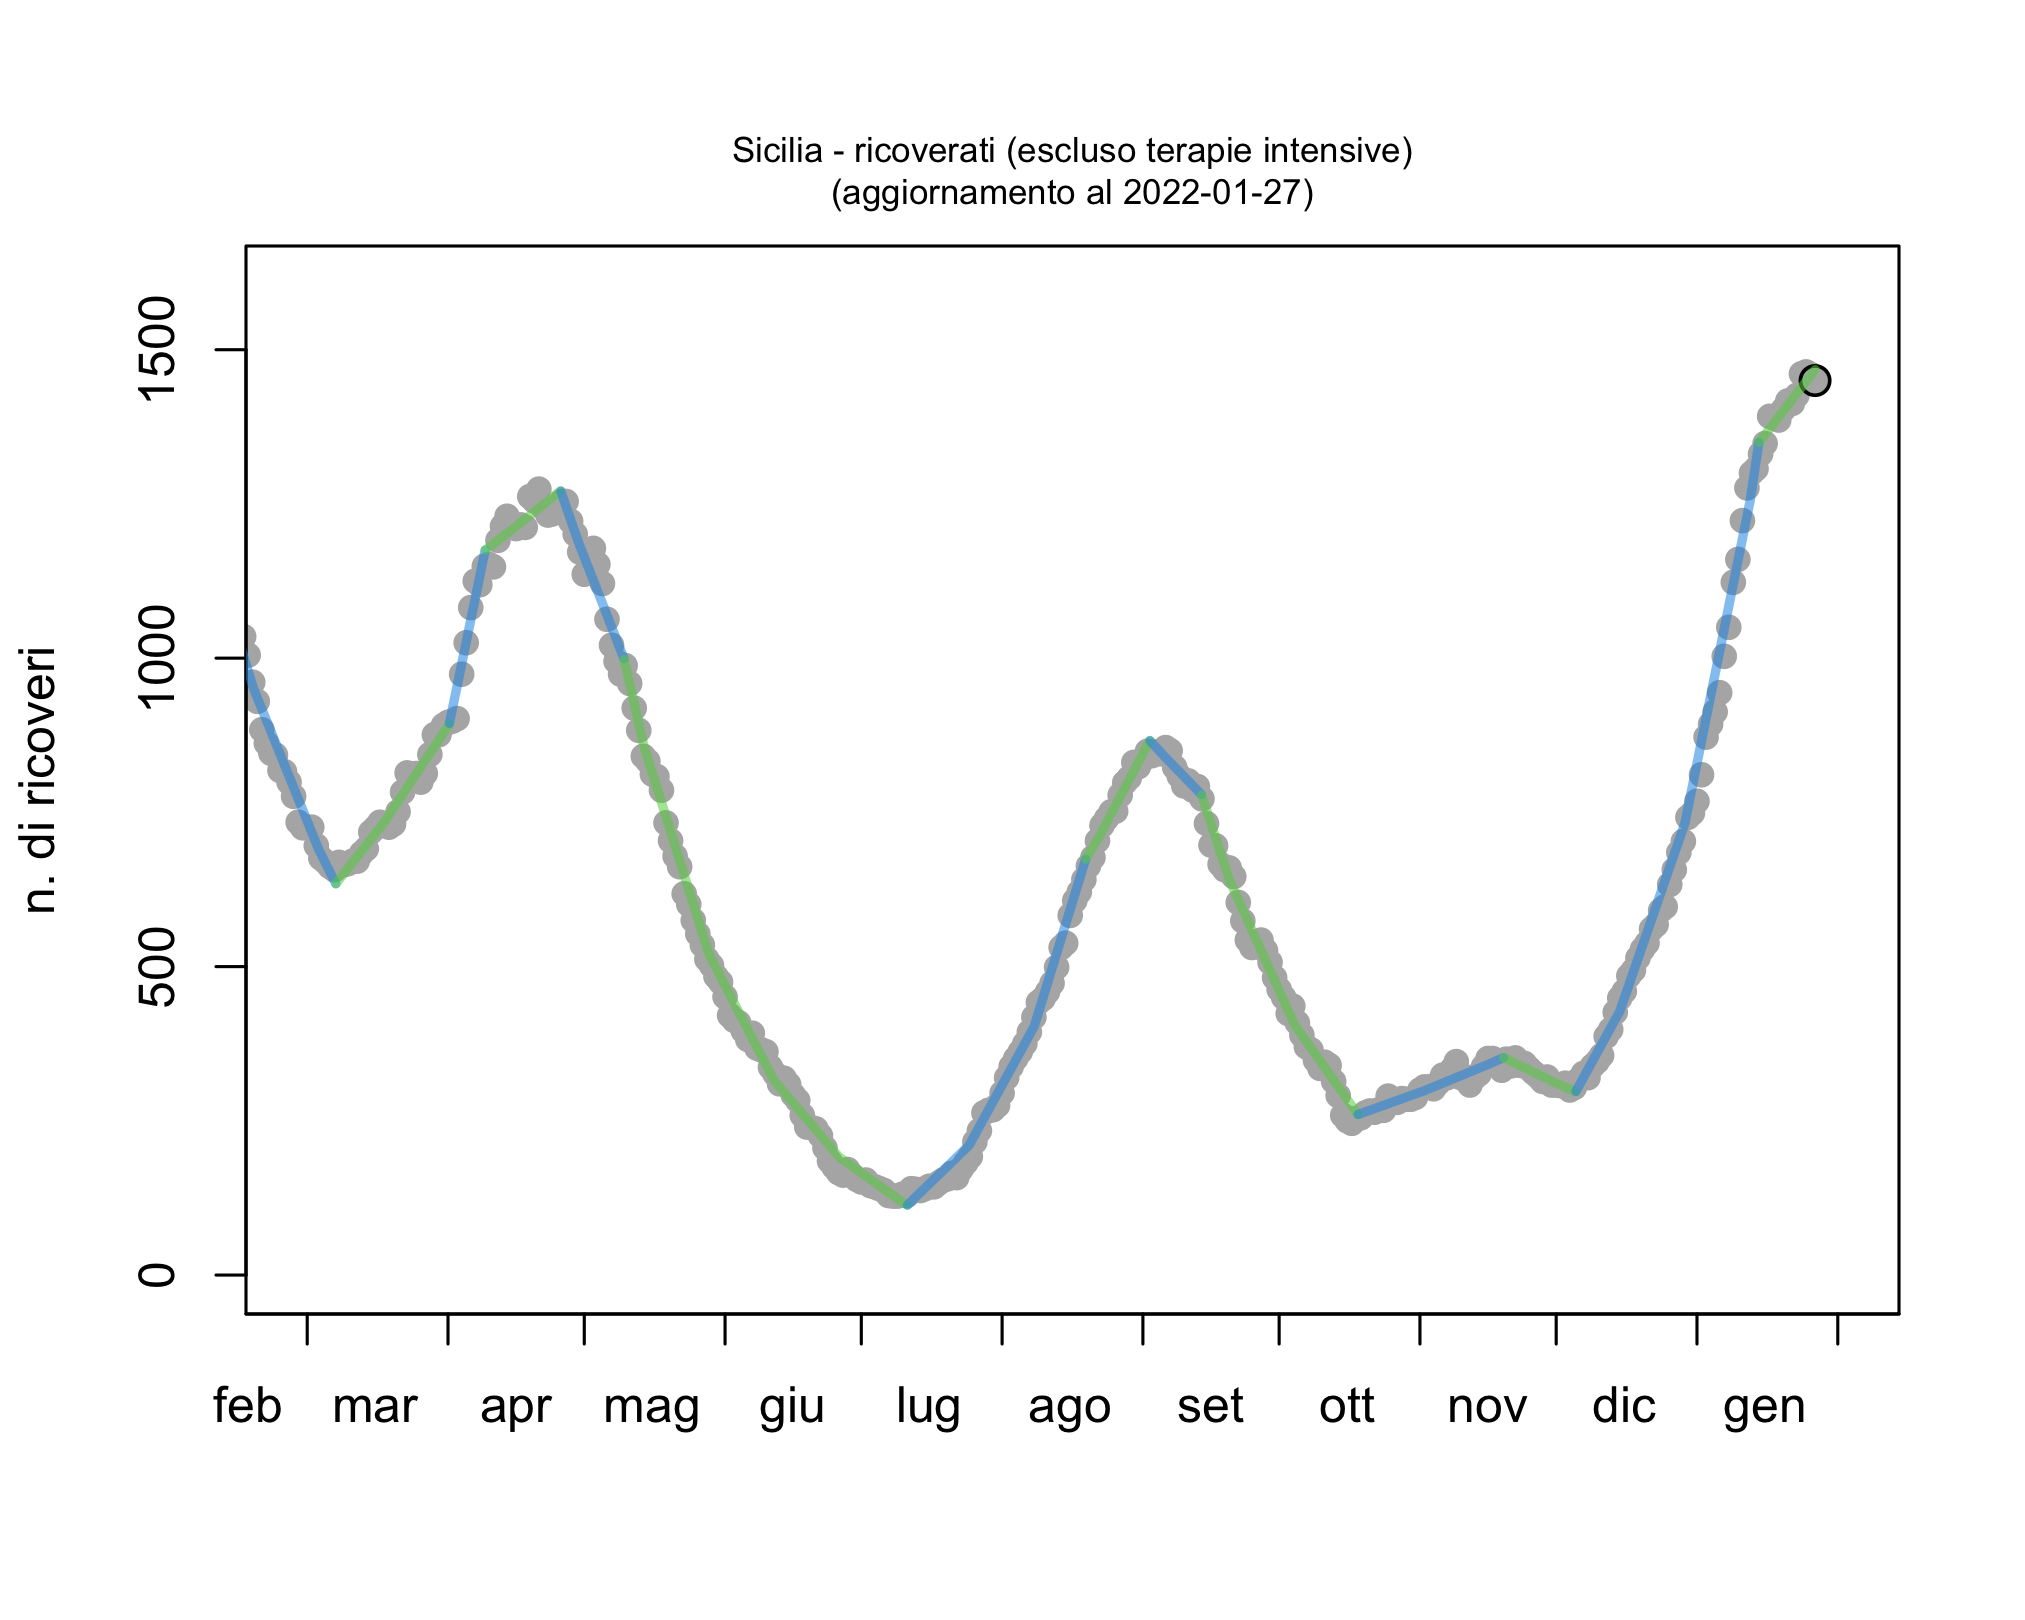 Sicilia - ricoverati (escluso terapie intensive)
(aggiornamento al 2022-01-27)
n. di ricoveri
1500
1000
500
0
feb mar apr mag giu lug ago set ott nov dic gen